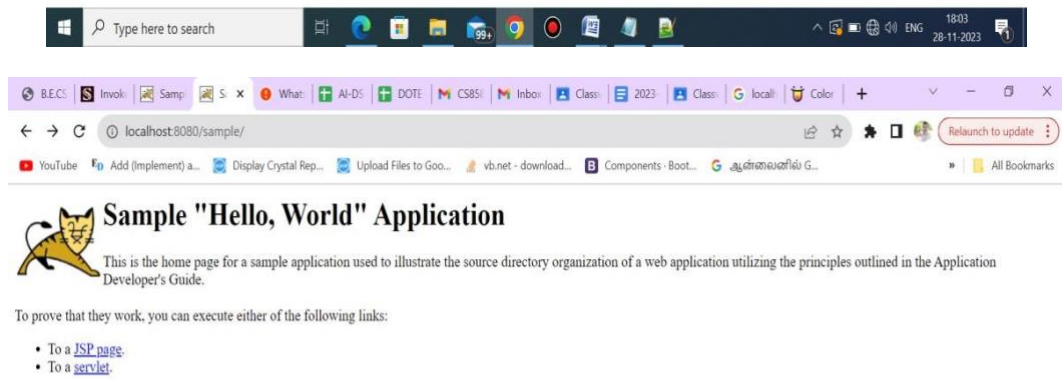 Type here to search
99+
ENG
18:03
28-11-2023
1
B.E.CS
Invok
Samp
S
What
AI-DS
DOTE
CS85
Inbox
Class
2023-
Class
locall
Color
localhost:8080/sample/
Relaunch to update
YouTube
Add (Implement) a...
Display Crystal Rep...
Upload Files to Goo...
vb.net - download...
Components · Boot...
ஆன்லைனில் G...
»
All Bookmarks
Sample "Hello, World" Application
This is the home page for a sample application used to illustrate the source directory organization of a web application utilizing the principles outlined in the Application
Developer's Guide.
To prove that they work, you can execute either of the following links:
• To a JSP page.
• To a servlet.